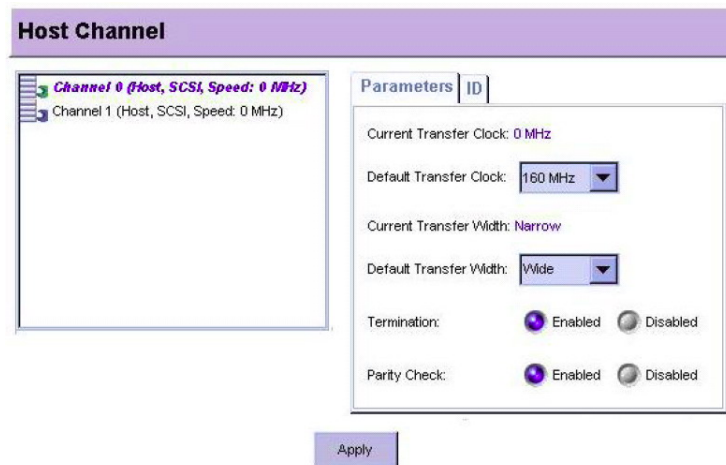 Host Channel
Channel 0 (Host, SCSI, Speed: 0 MHz)
Channel 1 (Host, SCSI, Speed: 0 MHz)
Parameters ID
Current Transfer Clock: 0 MHz
Default Transfer Clock: 160 MHz
Current Transfer Width: Narrow
Default Transfer Width: Wide
Termination: Enabled Disabled
Parity Check: Enabled Disabled
Apply